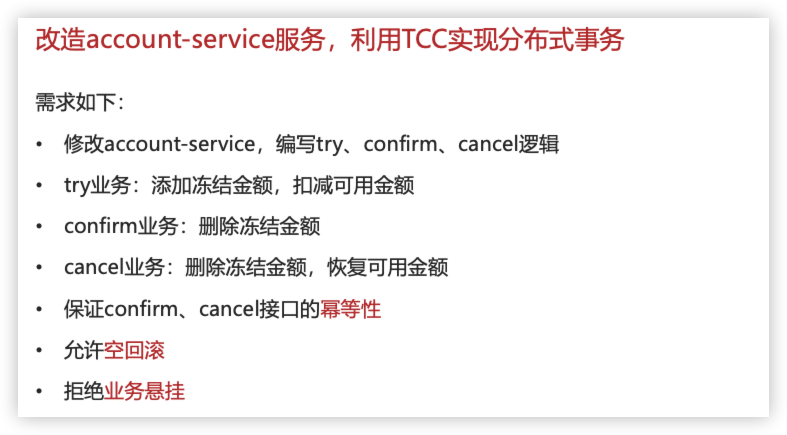 改造account-service服务，利用TCC实现分布式事务
需求如下：
• 修改account-service，编写try、confirm、cancel逻辑
• try业务：添加冻结金额，扣减可用金额
• confirm业务：删除冻结金额
• cancel业务：删除冻结金额，恢复可用金额
• 保证confirm、cancel接口的幂等性
• 允许空回滚
• 拒绝业务悬挂